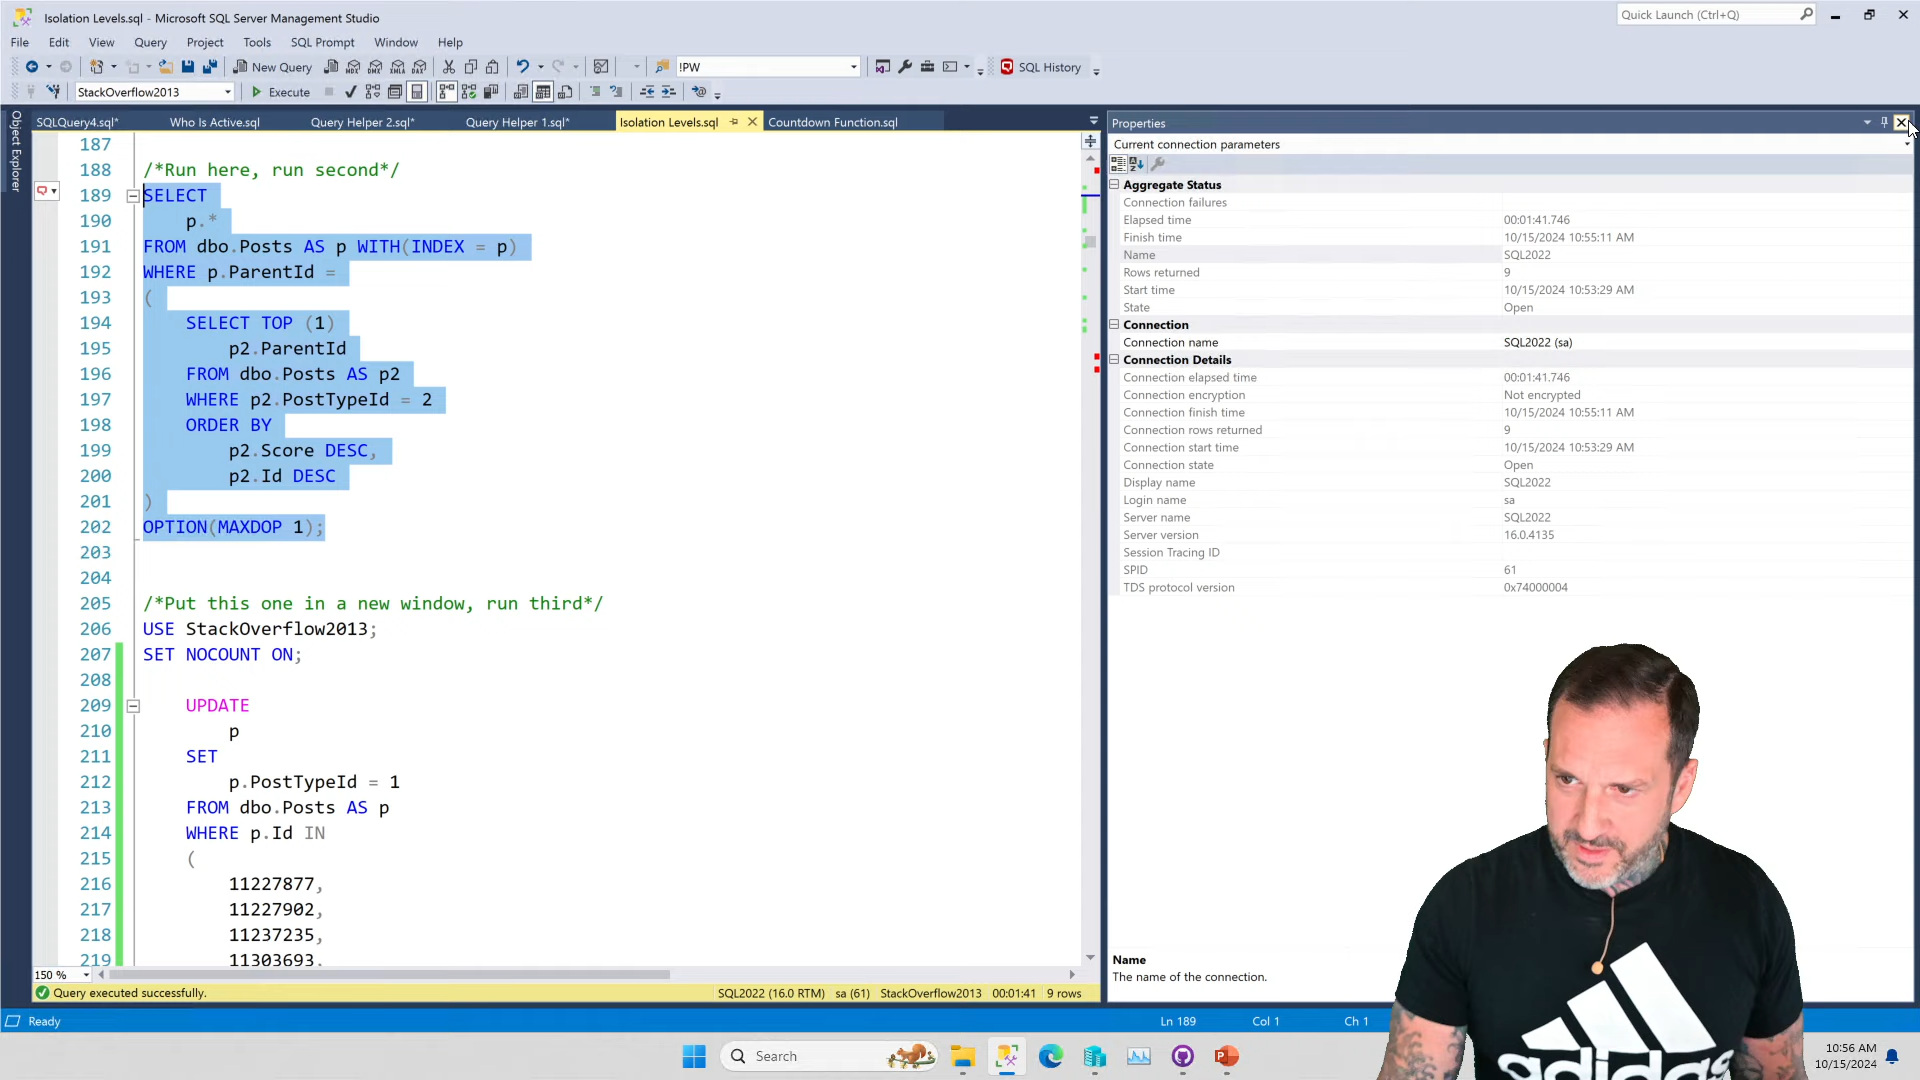 Isolation Levels.sql - Microsoft SQL Server Management Studio
Quick Launch (Ctrl+Q)
File Edit View Query Project Tools SQL Prompt Window Help
New Query
!PW
SQL History
StackOverflow2013
Execute
Object Explorer
SQLQuery4.sql*
Who Is Active.sql
Query Helper 2.sql*
Query Helper 1.sql*
Isolation Levels.sql
Countdown Function.sql
187
188 /*Run here, run second*/
189 SELECT
190 p.*
191 FROM dbo.Posts AS p WITH(INDEX = p)
192 WHERE p.ParentId =
193 (
194 SELECT TOP (1)
195 p2.ParentId
196 FROM dbo.Posts AS p2
197 WHERE p2.PostTypeId = 2
198 ORDER BY
199 p2.Score DESC,
200 p2.Id DESC
201 )
202 OPTION(MAXDOP 1);
203
204
205 /*Put this one in a new window, run third*/
206 USE StackOverflow2013;
207 SET NOCOUNT ON;
208
209 UPDATE
210 p
211 SET
212 p.PostTypeId = 1
213 FROM dbo.Posts AS p
214 WHERE p.Id IN
215 (
216 11227877,
217 11227902,
218 11237235,
219 11303693,
150 %
Query executed successfully.
SQL2022 (16.0 RTM) sa (61) StackOverflow2013 00:01:41 9 rows
Properties
Current connection parameters
Aggregate Status
Connection failures
Elapsed time 00:01:41.746
Finish time 10/15/2024 10:55:11 AM
Name SQL2022
Rows returned 9
Start time 10/15/2024 10:53:29 AM
State Open
Connection
Connection name SQL2022 (sa)
Connection Details
Connection elapsed time 00:01:41.746
Connection encryption Not encrypted
Connection finish time 10/15/2024 10:55:11 AM
Connection rows returned 9
Connection start time 10/15/2024 10:53:29 AM
Connection state Open
Display name SQL2022
Login name sa
Server name SQL2022
Server version 16.0.4135
Session Tracing ID
SPID 61
TDS protocol version 0x74000004
Name
The name of the connection.
adidas
Ready
Ln 189 Col 1 Ch 1
Search
10:56 AM
10/15/2024